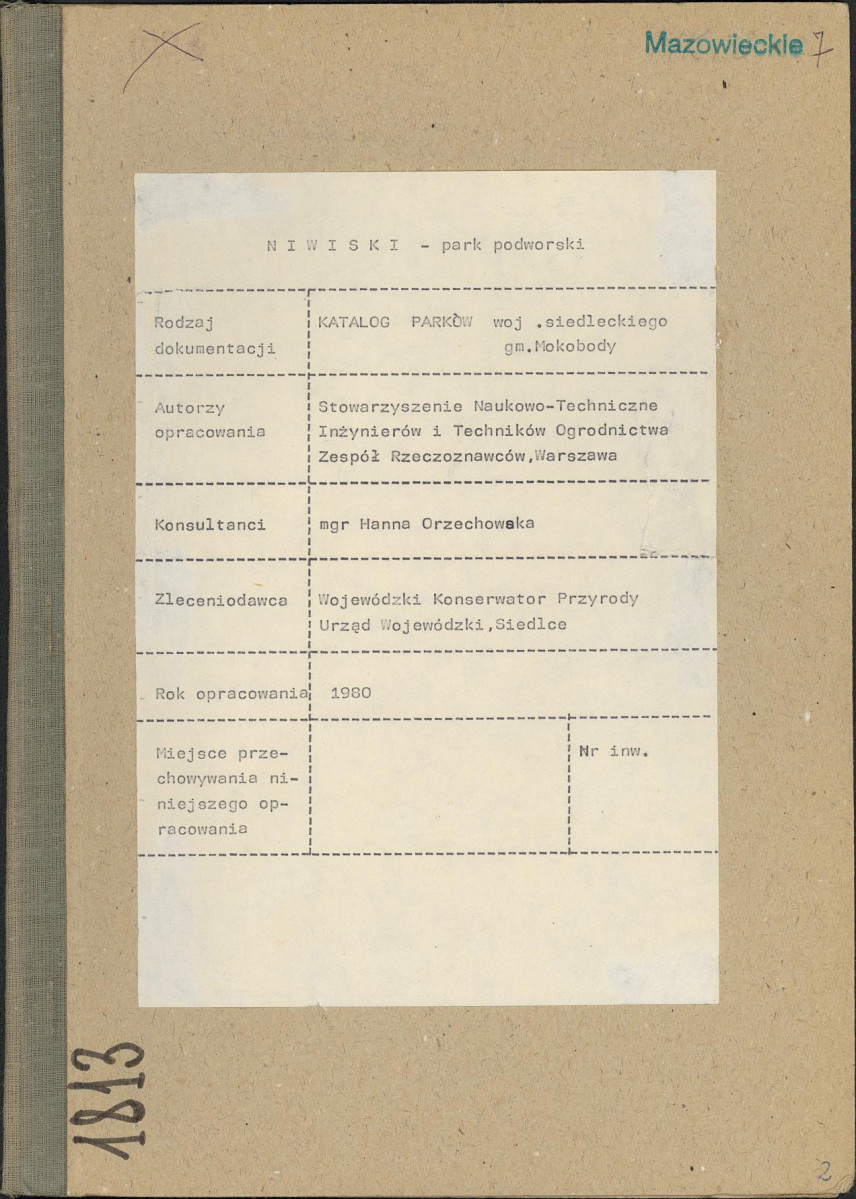 Mazowieckie 7
N I W I S K I - park podworski
Rodzaj
dokumentacji
KATALOG PARKÓW woj .siedleckiego
gm.Mokobody
Autorzy
opracowania
Stowarzyszenie Naukowo-Techniczne
Inżynierów i Techników Ogrodnictwa
Zespół Rzeczoznawców,Warszawa
Konsultanci
mgr Hanna Orzechowska
Zleceniodawca
Wojewódzki Konserwator Przyrody
Urząd Wojewódzki,Siedlce
Rok opracowania
1980
Miejsce prze-
chowywania ni-
niejszego op-
racowania
Nr inw.
1813
2